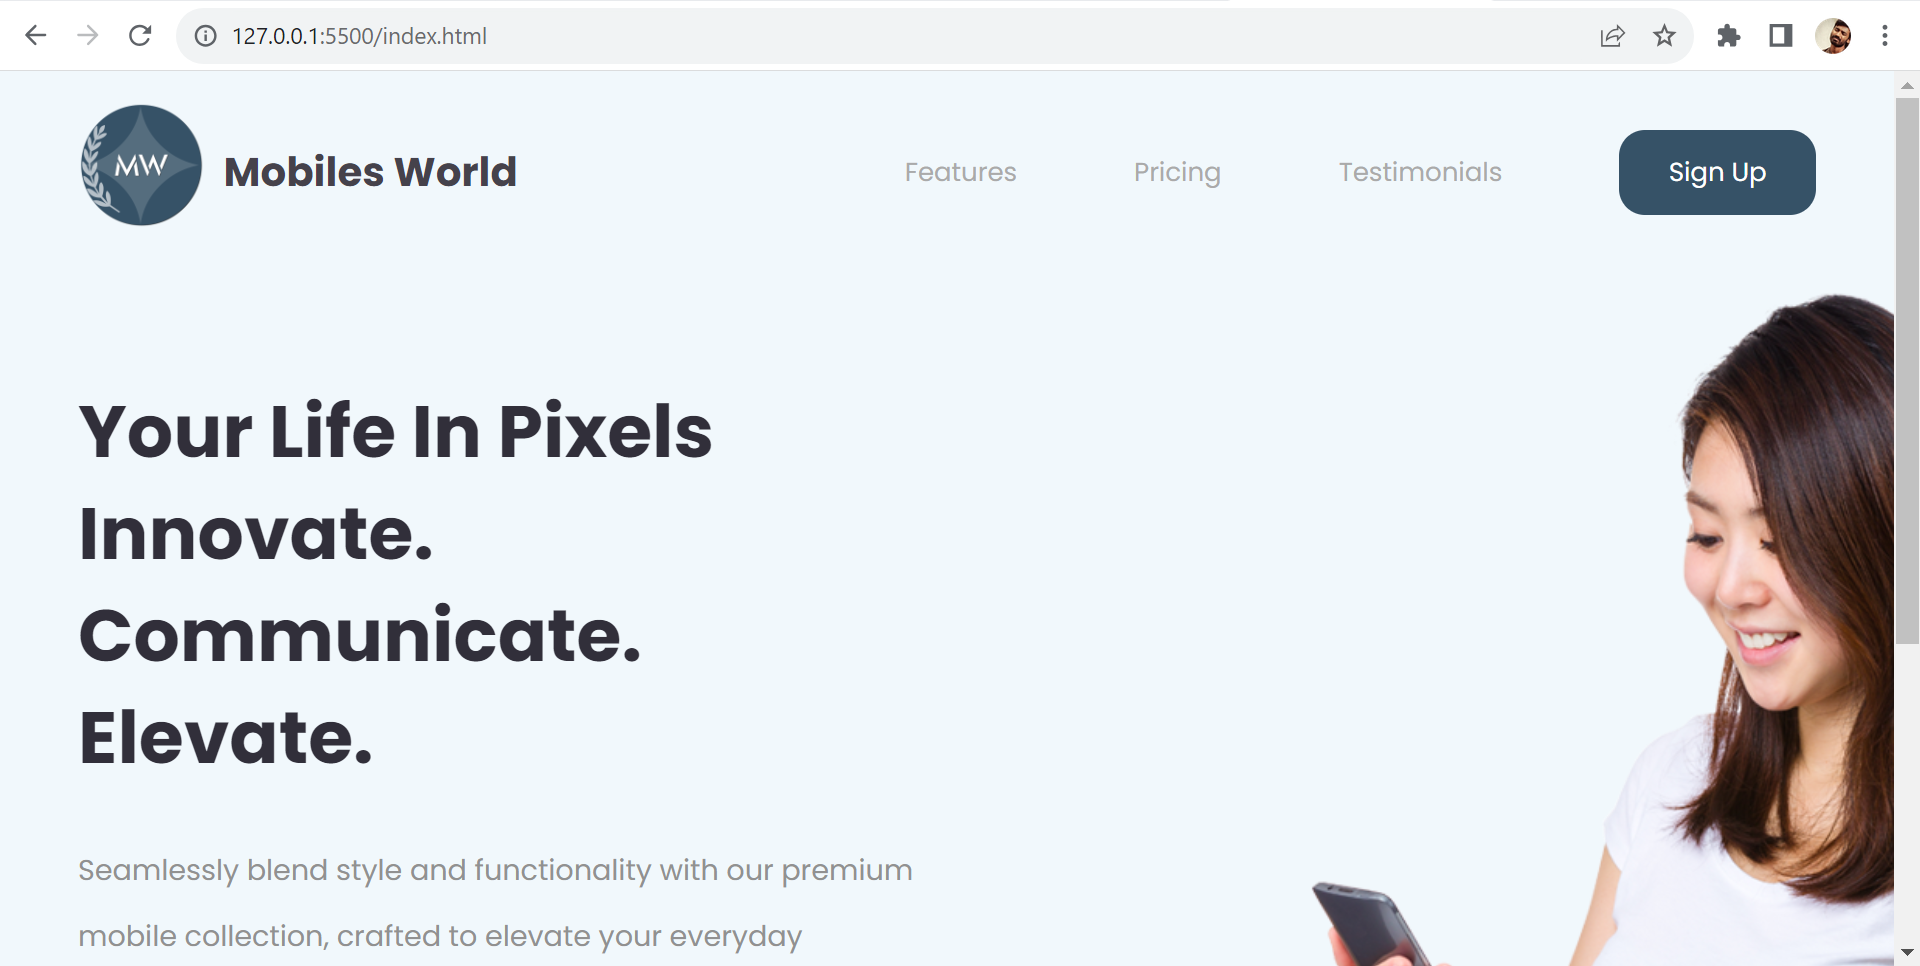 127.0.0.1:5500/index.html
MW
Mobiles World
Features
Pricing
Testimonials
Sign Up
Your Life In Pixels
Innovate.
Communicate.
Elevate.
Seamlessly blend style and functionality with our premium
mobile collection, crafted to elevate your everyday